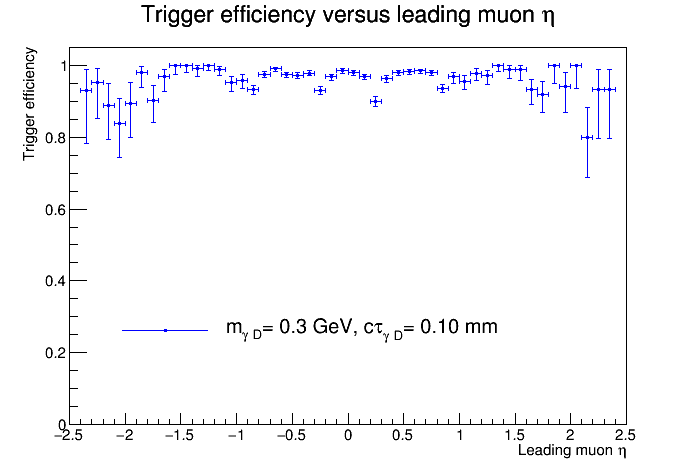 Trigger efficiency versus leading muon η
Trigger efficiency
1
0.8
0.6
0.4
0.2
0
m_γ D = 0.3 GeV, cτ_γ D = 0.10 mm
−2.5 −2 −1.5 −1 −0.5 0 0.5 1 1.5 2 2.5
Leading muon η